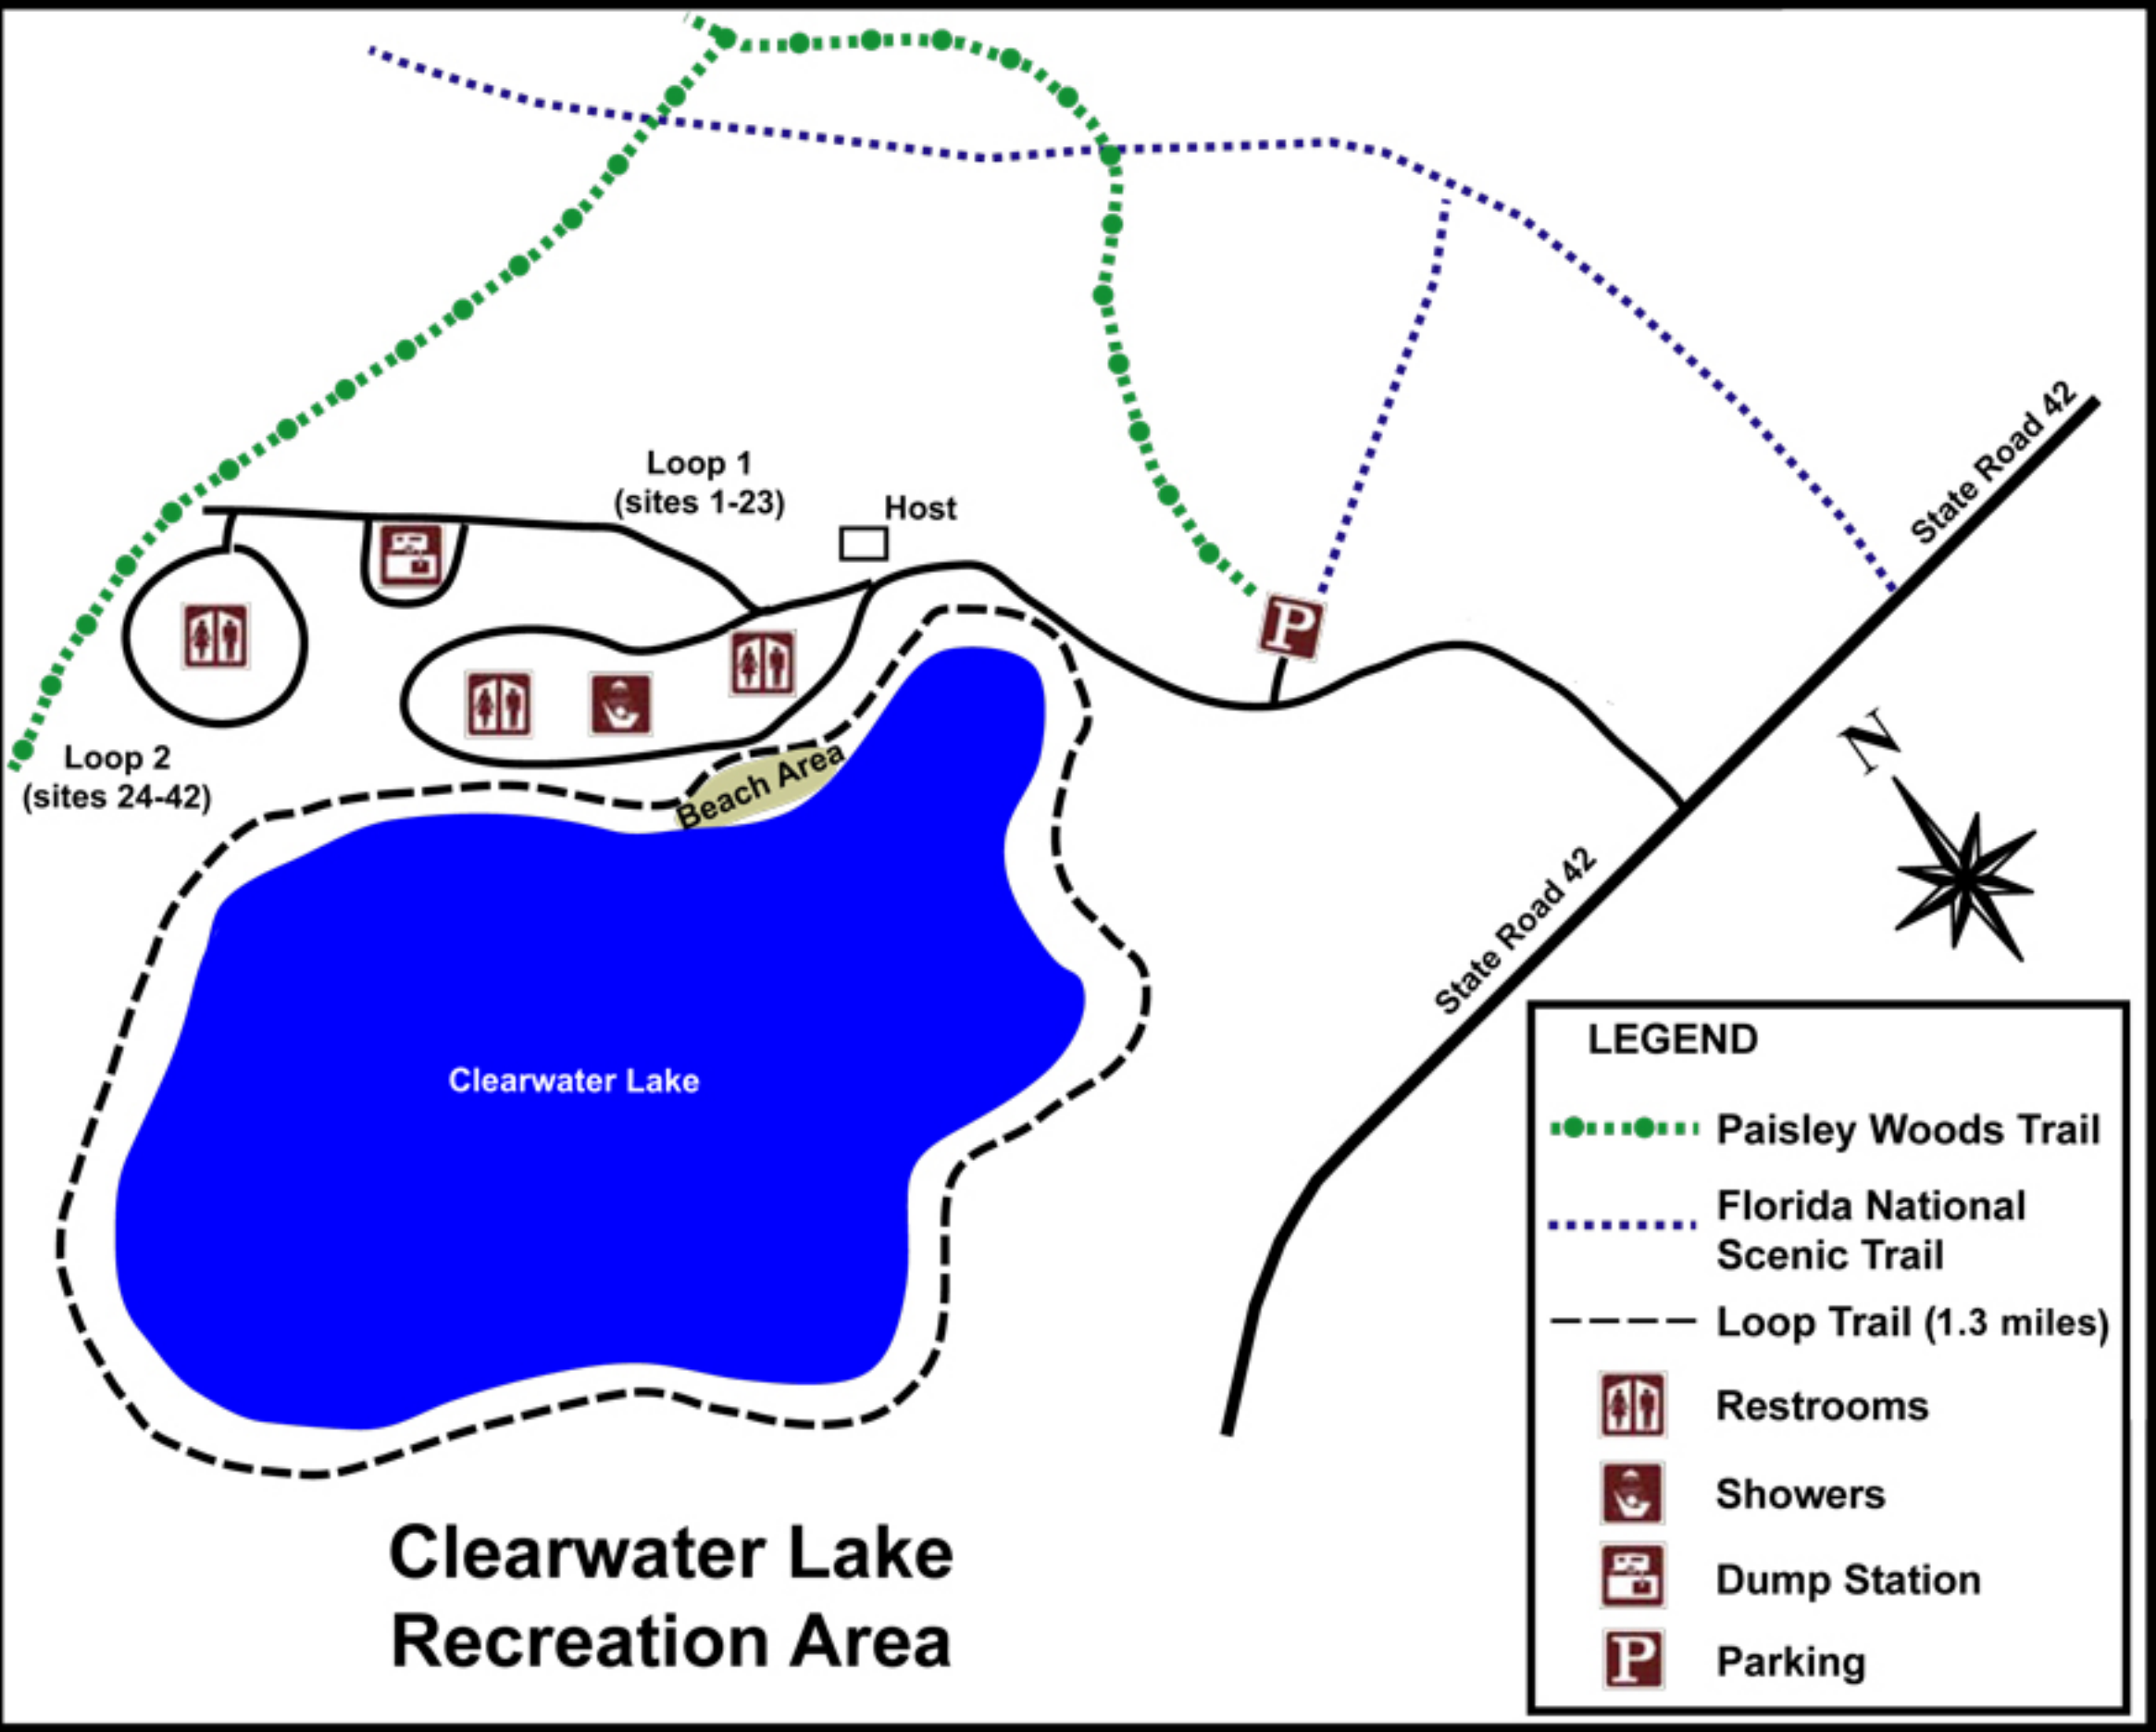 Loop 1
(sites 1-23)
Host
State Road 42
P
Loop 2
(sites 24-42)
Beach Area
N
State Road 42
Clearwater Lake
LEGEND
Paisley Woods Trail
Florida National
Scenic Trail
Loop Trail (1.3 miles)
Restrooms
Showers
Dump Station
P Parking
Clearwater Lake
Recreation Area